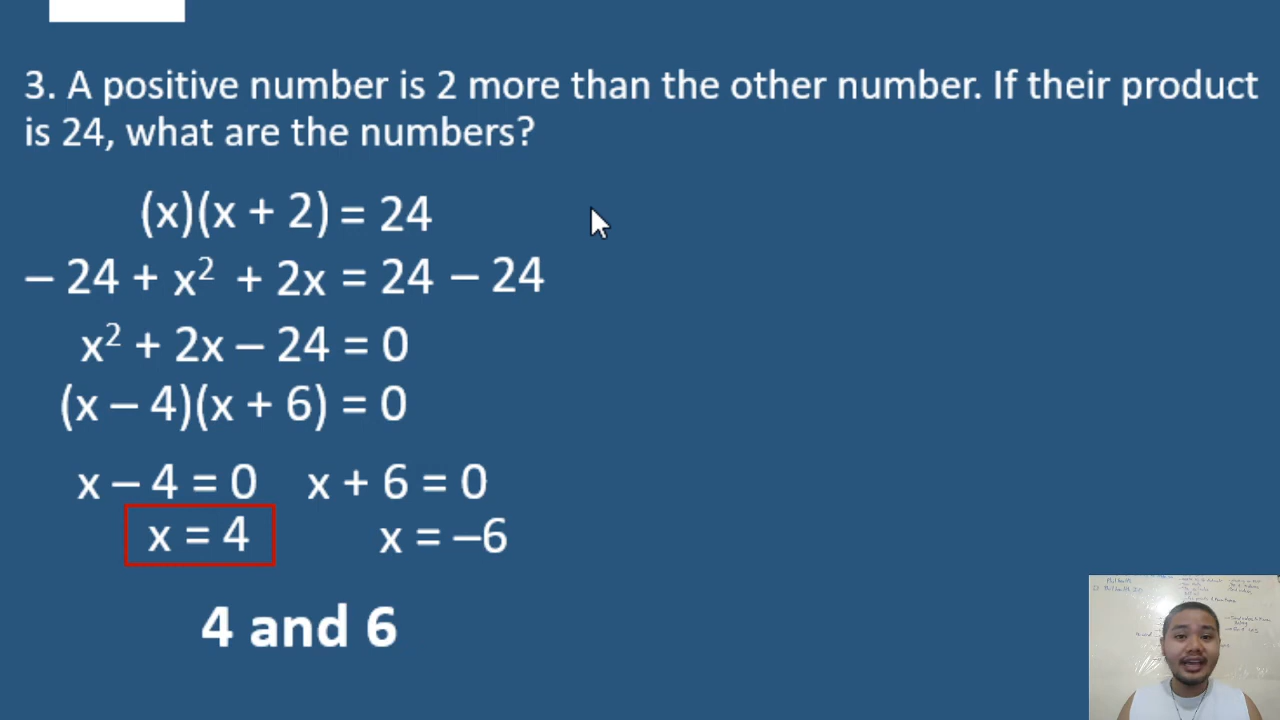 3. A positive number is 2 more than the other number. If their product
is 24, what are the numbers?
(x)(x + 2) = 24
– 24 + x² + 2x = 24 – 24
x² + 2x – 24 = 0
(x – 4)(x + 6) = 0
x – 4 = 0 x + 6 = 0
x = 4 x = –6
4 and 6